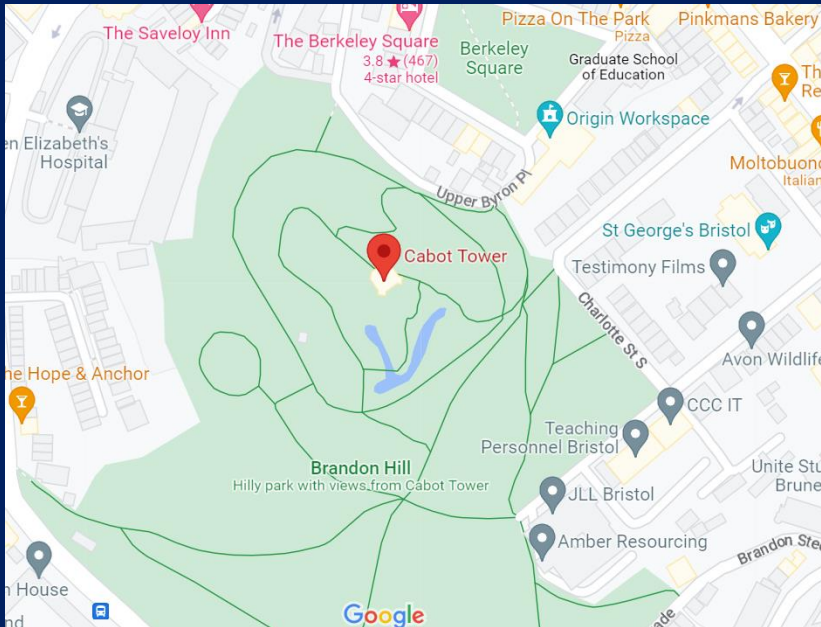 The Saveloy Inn
The Berkeley Square
3.8 ★ (467)
4-star hotel
Pizza On The Park
Pizza
Pinkmans Bakery
Berkeley
Square
Graduate School
of Education
The
Re
Origin Workspace
en Elizabeth's
Hospital
Moltobuono
Italian
Upper Byron Pl
St George's Bristol
Cabot Tower
Testimony Films
Charlotte St S
Avon Wildlife
he Hope & Anchor
CCC IT
Teaching
Personnel Bristol
Brandon Hill
Hilly park with views from Cabot Tower
Unite Stu
Brune
JLL Bristol
Amber Resourcing
Brandon Stee
n House
nd
Google
ade